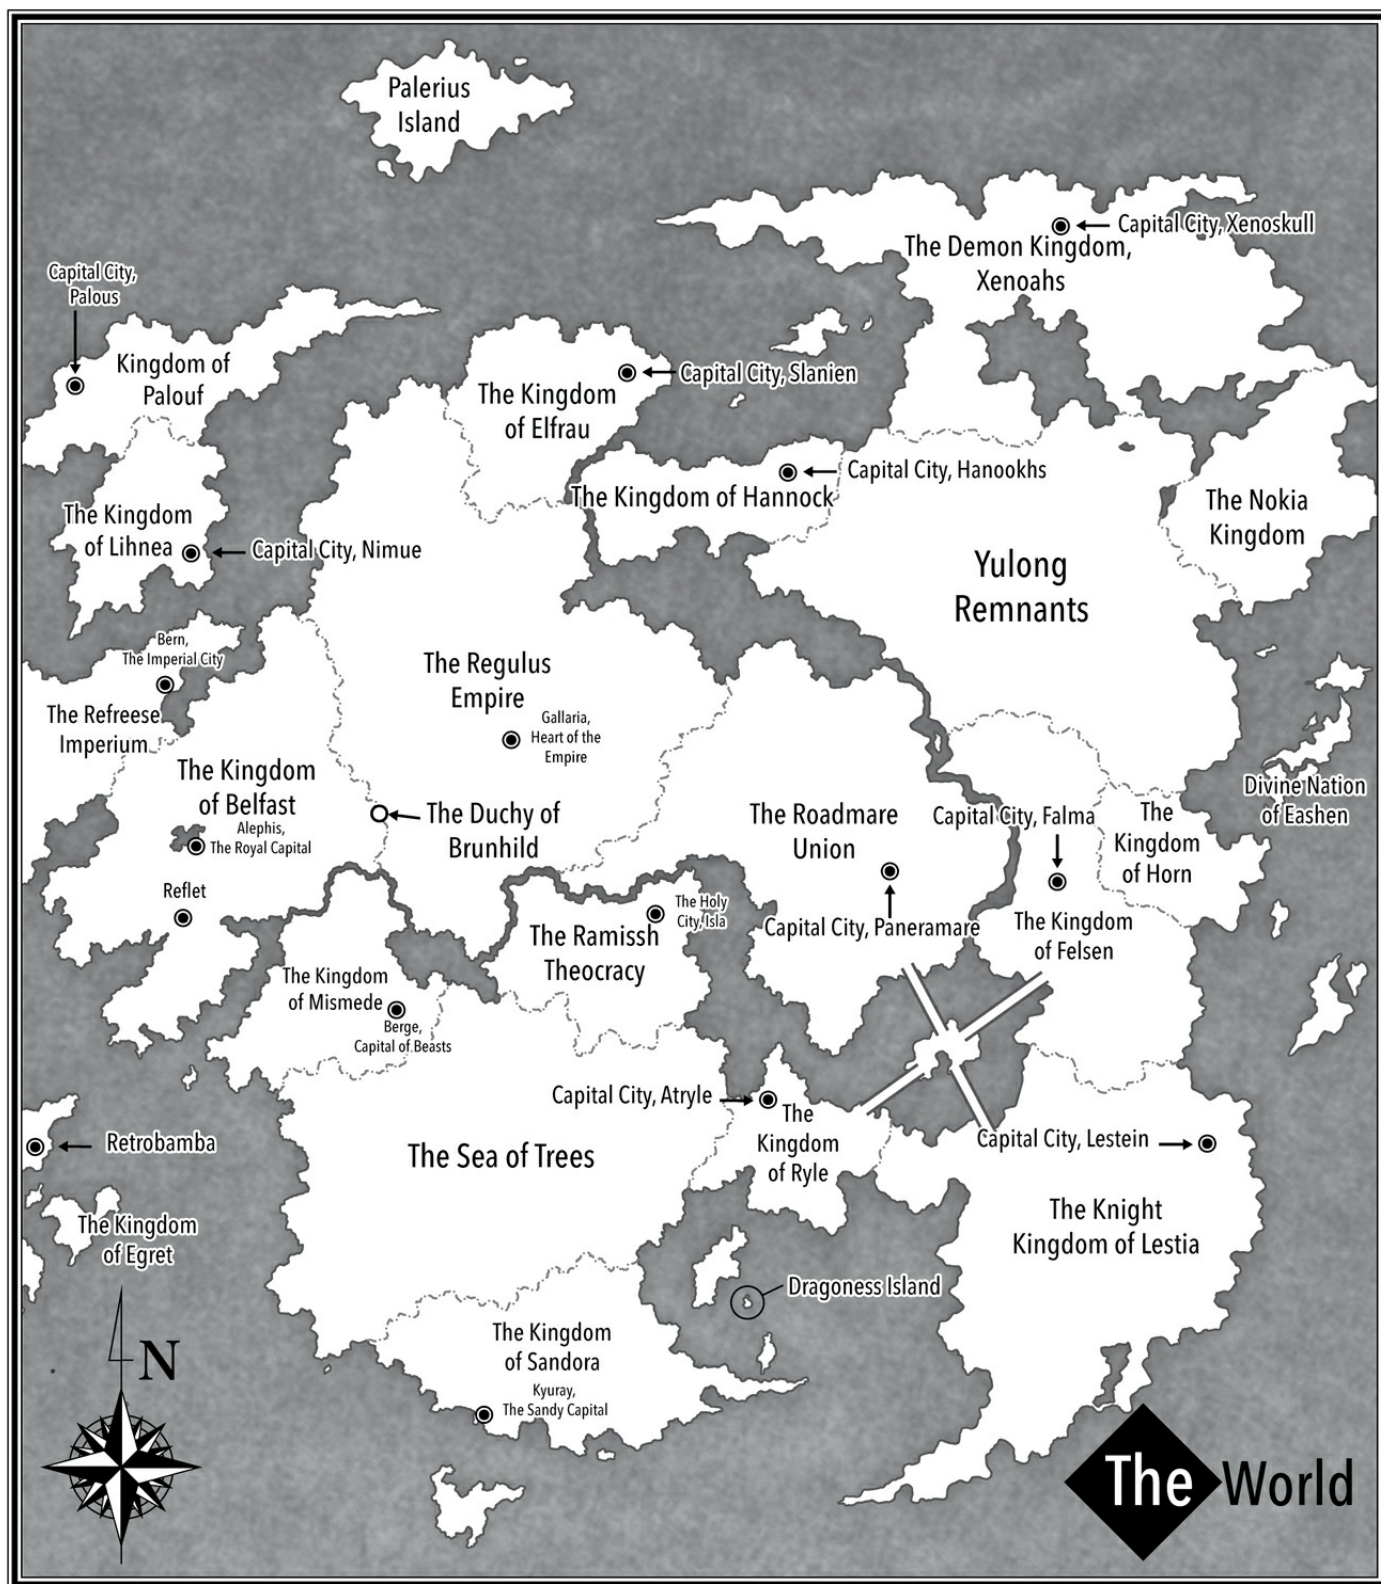 Palerius
Island
Capital City, Xenoskull
The Demon Kingdom,
Xenoahs
Capital City,
Palous
Kingdom of
Palouf
Capital City, Slanien
The Kingdom
of Elfrau
Capital City, Hanookhs
The Kingdom of Hannock
The Nokia
Kingdom
The Kingdom
of Lihnea
Capital City, Nimue
Yulong
Remnants
Bern,
The Imperial City
The Refreese
Imperium
The Regulus
Empire
Gallaria,
Heart of the
Empire
The Kingdom
of Belfast
Alephis,
The Royal Capital
Reflet
The Duchy of
Brunhild
The Roadmare
Union
Capital City, Paneramare
Capital City, Falma
The Kingdom
of Felsen
The
Kingdom
of Horn
Divine Nation
of Eashen
The Holy
City, Isla
The Ramissh
Theocracy
The Kingdom
of Mismede
Berge,
Capital of Beasts
Capital City, Atryle
The
Kingdom
of Ryle
Capital City, Lestein
Retrobamba
The Sea of Trees
The Knight
Kingdom of Lestia
The Kingdom
of Egret
Dragoness Island
The Kingdom
of Sandora
Kyuray,
The Sandy Capital
N
The World